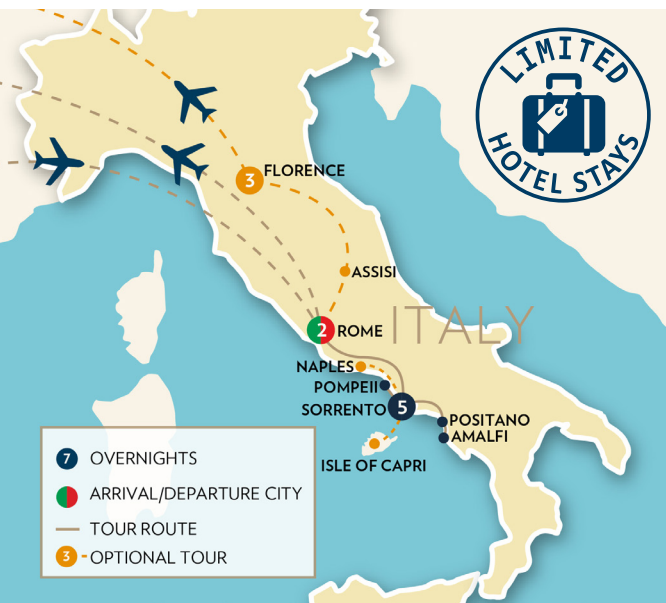 LIMITED
HOTEL STAYS
3
FLORENCE
ASSISI
ITALY
2
ROME
NAPLES
POMPEII
SORRENTO
5
POSITANO
AMALFI
ISLE OF CAPRI
7 OVERNIGHTS
ARRIVAL/DEPARTURE CITY
TOUR ROUTE
3 OPTIONAL TOUR